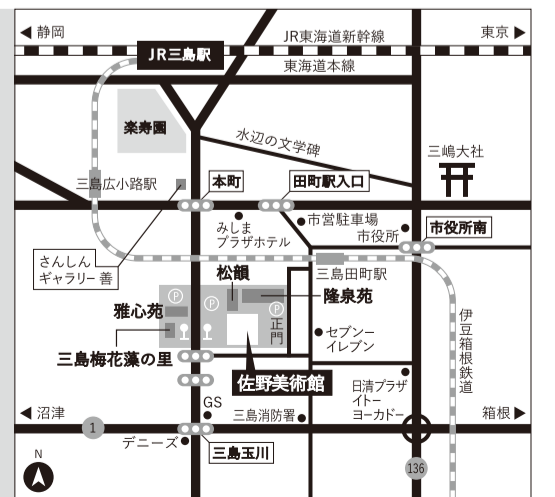 静岡
JR東海道新幹線
東京
JR三島駅
東海道本線
楽寿園
水辺の文学碑
三嶋大社
三島広小路駅
本町
田町駅入口
みしま
プラザホテル
市営駐車場
市役所
市役所南
さんしん
ギャラリー 善
松韻
三島田町駅
雅心苑
P
P
P
隆泉苑
正門
三島梅花藻の里
セブンー
イレブン
伊豆箱根鉄道
佐野美術館
日清プラザ
イトー
ヨーカドー
沼津
GS
三島消防署
箱根
1
デニーズ
三島玉川
136
N